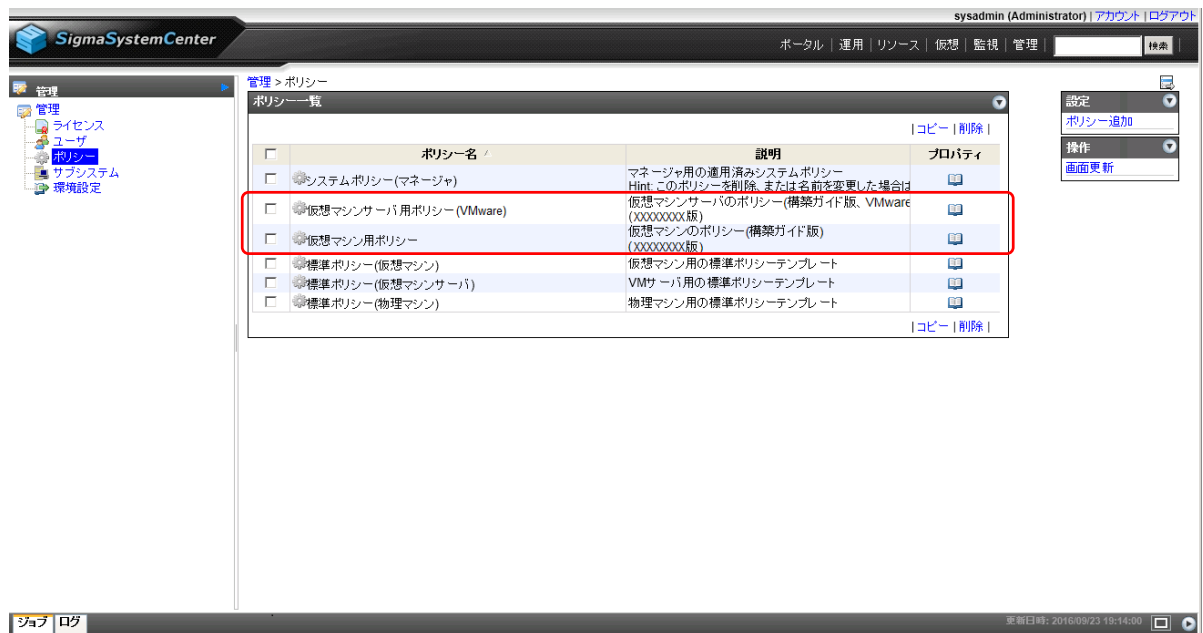 sysadmin (Administrator) | アカウント | ログアウト
SigmaSystemCenter
ポータル | 運用 | リソース | 仮想 | 監視 | 管理 | 検索 |
管理
管理
ライセンス
ユーザ
ポリシー
サブシステム
環境設定
管理 > ポリシー
ポリシー一覧
| コピー | 削除 |
ポリシー名 説明 プロパティ
システムポリシー(マネージャ) マネージャ用の適用済みシステムポリシー
Hint: このポリシーを削除、または名前を変更した場合は
仮想マシンサーバ用ポリシー(VMware) 仮想マシンサーバのポリシー(構築ガイド版、VMware
(XXXXXXXX版)
仮想マシン用ポリシー 仮想マシンのポリシー(構築ガイド版)
(XXXXXXXX版)
標準ポリシー(仮想マシン) 仮想マシン用の標準ポリシーテンプレート
標準ポリシー(仮想マシンサーバ) VMサーバ用の標準ポリシーテンプレート
標準ポリシー(物理マシン) 物理マシン用の標準ポリシーテンプレート
| コピー | 削除 |
設定
ポリシー追加
操作
画面更新
ジョブ ログ
更新日時: 2016/09/23 19:14:00